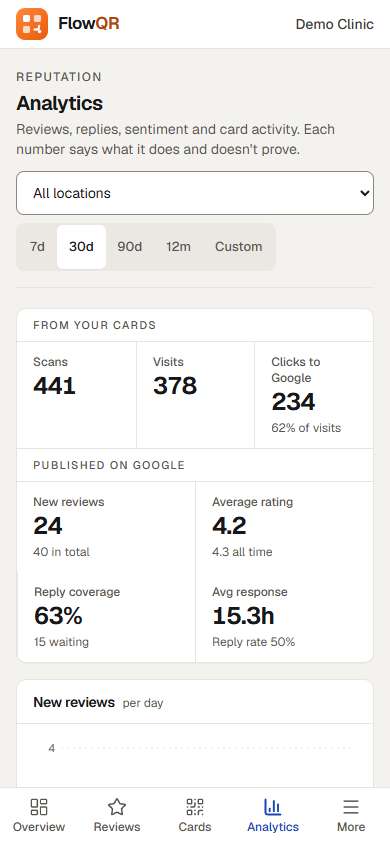 FlowQR
Demo Clinic
REPUTATION
Analytics
Reviews, replies, sentiment and card activity. Each
number says what it does and doesn't prove.
All locations
7d 30d 90d 12m Custom
FROM YOUR CARDS
Scans
441
Visits
378
Clicks to
Google
234
62% of visits
PUBLISHED ON GOOGLE
New reviews
24
40 in total
Average rating
4.2
4.3 all time
Reply coverage
63%
15 waiting
Avg response
15.3h
Reply rate 50%
New reviews per day
4
Overview
Reviews
Cards
Analytics
More